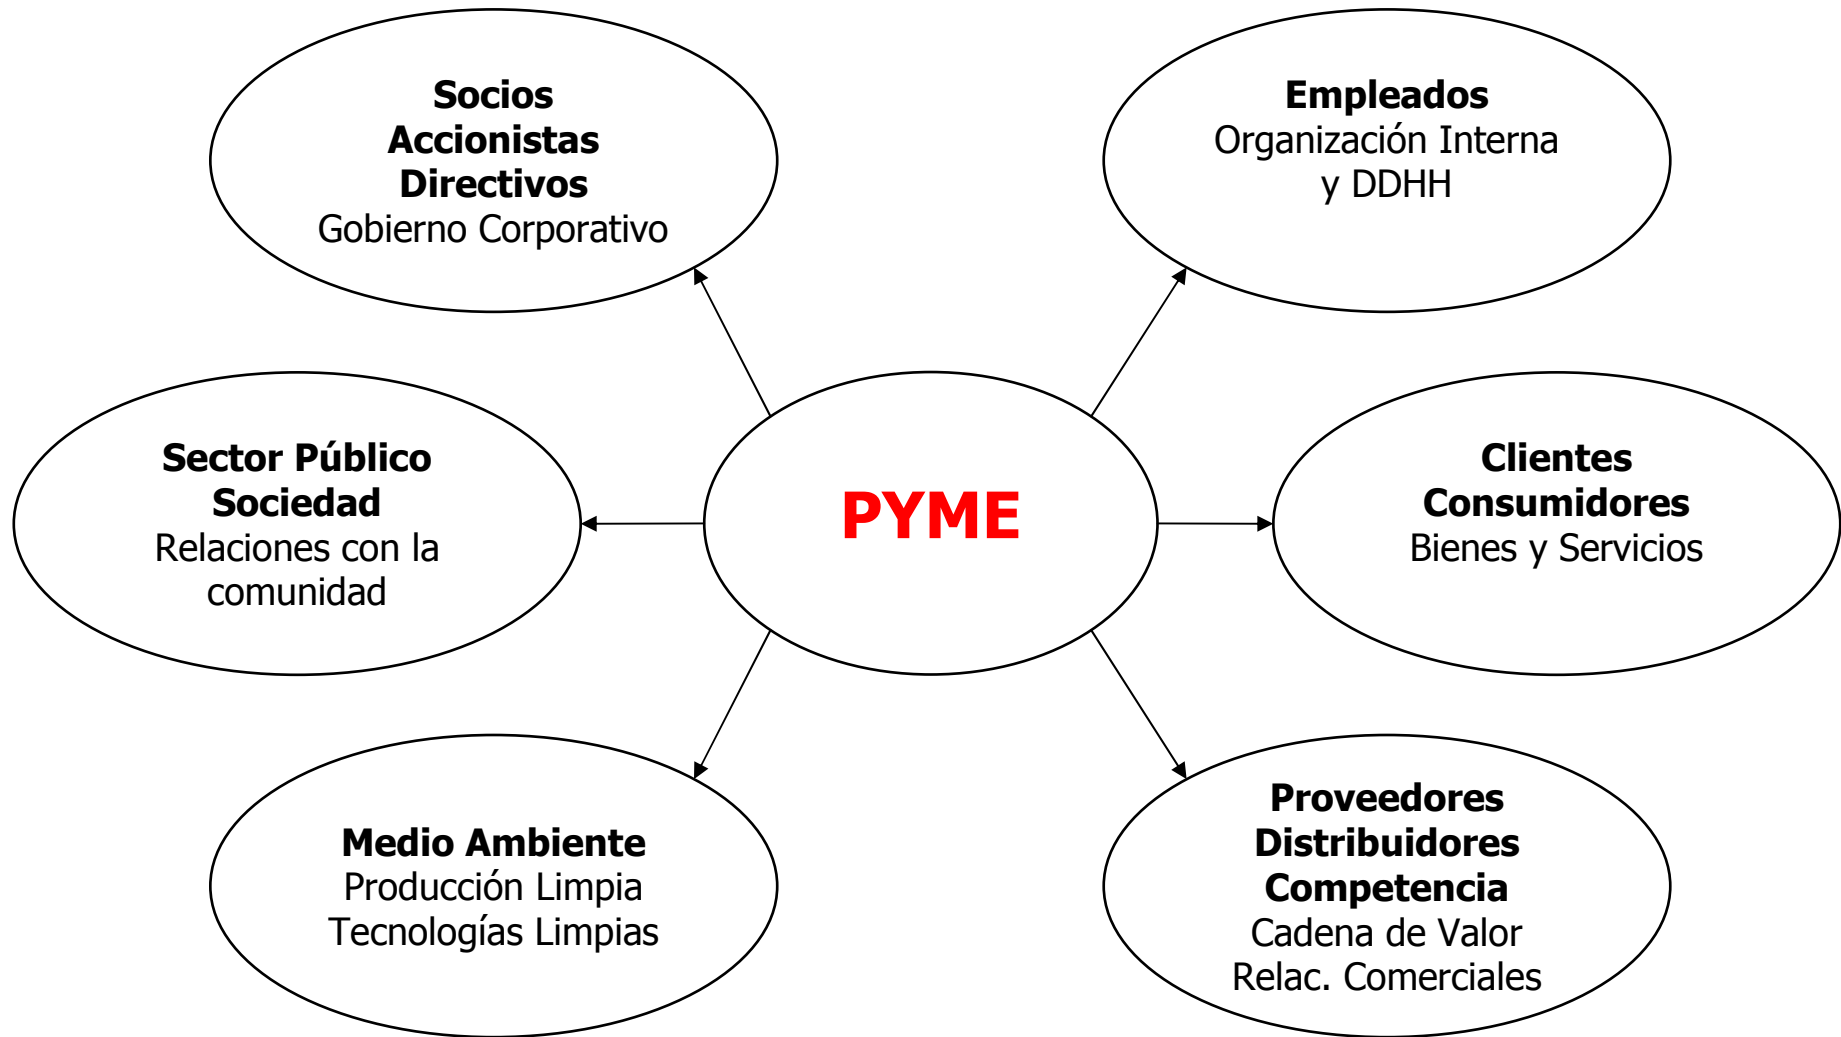 Socios
Accionistas
Directivos
Gobierno Corporativo
Empleados
Organización Interna
y DDHH
Sector Público
Sociedad
Relaciones con la
comunidad
PYME
Clientes
Consumidores
Bienes y Servicios
Medio Ambiente
Producción Limpia
Tecnologías Limpias
Proveedores
Distribuidores
Competencia
Cadena de Valor
Relac. Comerciales